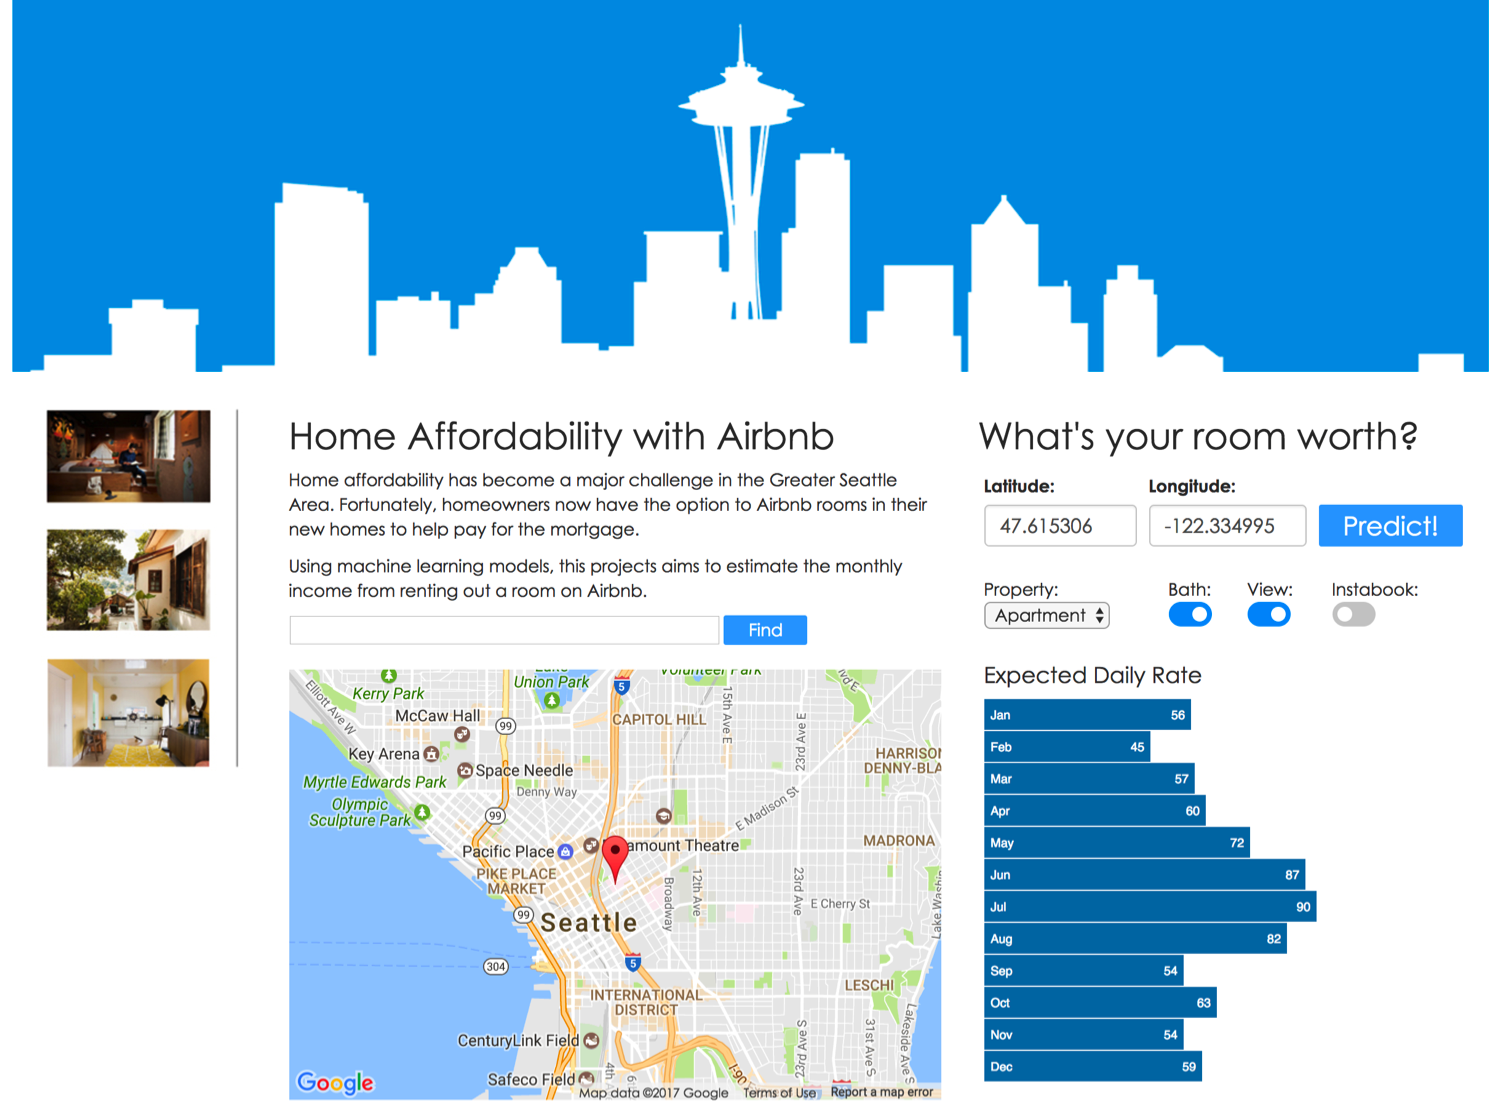 Home Affordability with Airbnb
Home affordability has become a major challenge in the Greater Seattle
Area. Fortunately, homeowners now have the option to Airbnb rooms in their
new homes to help pay for the mortgage.
Using machine learning models, this projects aims to estimate the monthly
income from renting out a room on Airbnb.
Find
Union Park
Volunteer Park
Kerry Park
Elliott Ave W
5
15th Ave E
McCaw Hall
99
CAPITOL HILL
23rd Ave E
Key Arena
HARRISON
DENNY-BLA
Space Needle
Myrtle Edwards Park
Denny Way
Olympic
Sculpture Park
99
E Madison St
Pacific Place
amount Theatre
MADRONA
PIKE PLACE
MARKET
Broadway
12th Ave
23rd Ave
E Cherry St
99
Seattle
304
5
INTERNATIONAL
DISTRICT
LESCHI
CenturyLink Field
4th
23rd Ave S
31st Ave S
Lakeside Ave S
I-90
Safeco Field
Google
Map data ©2017 Google
Terms of Use
Report a map error
What's your room worth?
Latitude: Longitude:
47.615306 -122.334995 Predict!
Property: Bath: View: Instabook:
Apartment
Expected Daily Rate
Jan 56
Feb 45
Mar 57
Apr 60
May 72
Jun 87
Jul 90
Aug 82
Sep 54
Oct 63
Nov 54
Dec 59